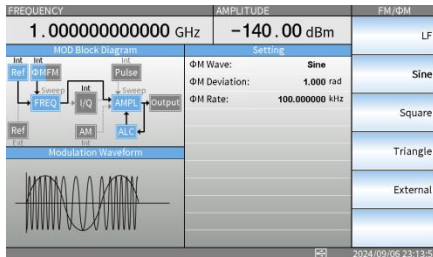 FREQUENCY AMPLITUDE FM/ΦM
1.000000000000 GHz -140.00 dBm
MOD Block Diagram
Setting
Int Int Int
Ref ΦM FM Pulse
Sweep Int Sweep
FREQ I/Q AMPL Output
Ref AM ALC
Ext Int
Modulation Waveform
ΦM Wave: Sine
ΦM Deviation: 1.000 rad
ΦM Rate: 100.000000 kHz
LF
Sine
Square
Triangle
External
2024/09/06 23:13:5